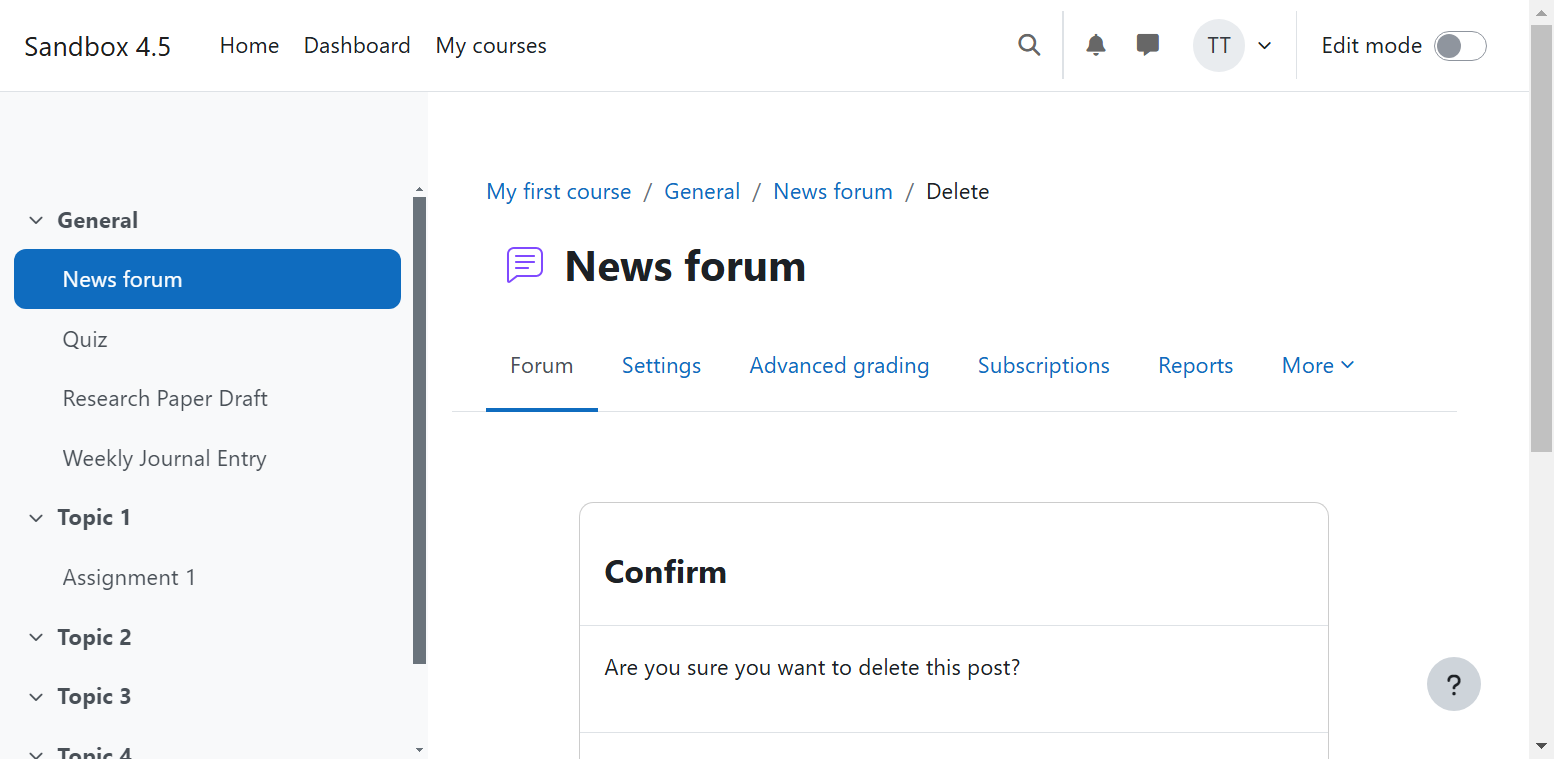 Sandbox 4.5 Home Dashboard My courses TT Edit mode
General
News forum
Quiz
Research Paper Draft
Weekly Journal Entry
Topic 1
Assignment 1
Topic 2
Topic 3
Topic 4
My first course / General / News forum / Delete
News forum
Forum Settings Advanced grading Subscriptions Reports More
Confirm
Are you sure you want to delete this post?
?